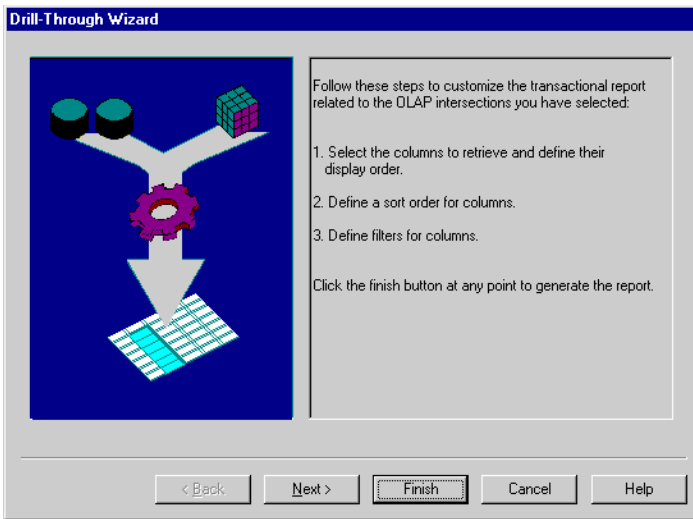 Drill-Through Wizard
Follow these steps to customize the transactional report
related to the OLAP intersections you have selected:
1. Select the columns to retrieve and define their
display order.
2. Define a sort order for columns.
3. Define filters for columns.
Click the finish button at any point to generate the report.
< Back
Next >
Finish
Cancel
Help